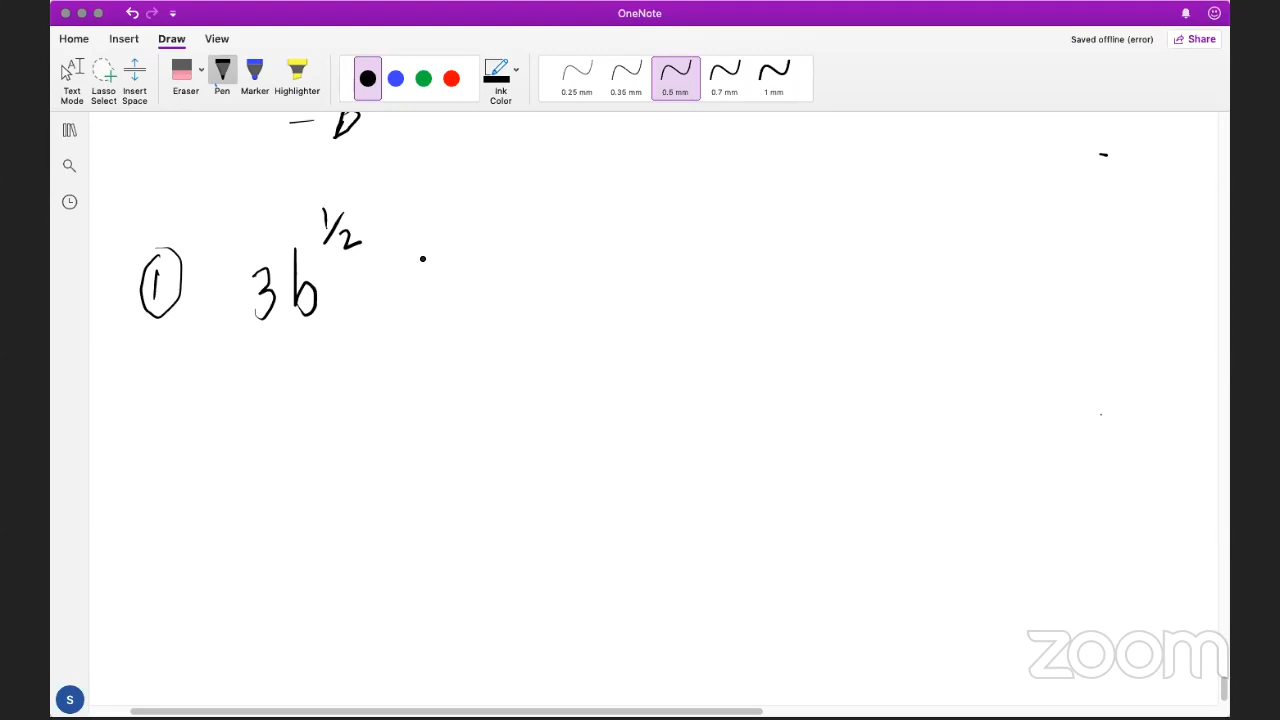 OneNote
Home Insert Draw View
Saved offline (error) Share
Text Mode Lasso Select Insert Space Eraser Pen Marker Highlighter Ink Color 0.25 mm 0.35 mm 0.5 mm 0.7 mm 1 mm
① 3b^{1/2}
zoom
S